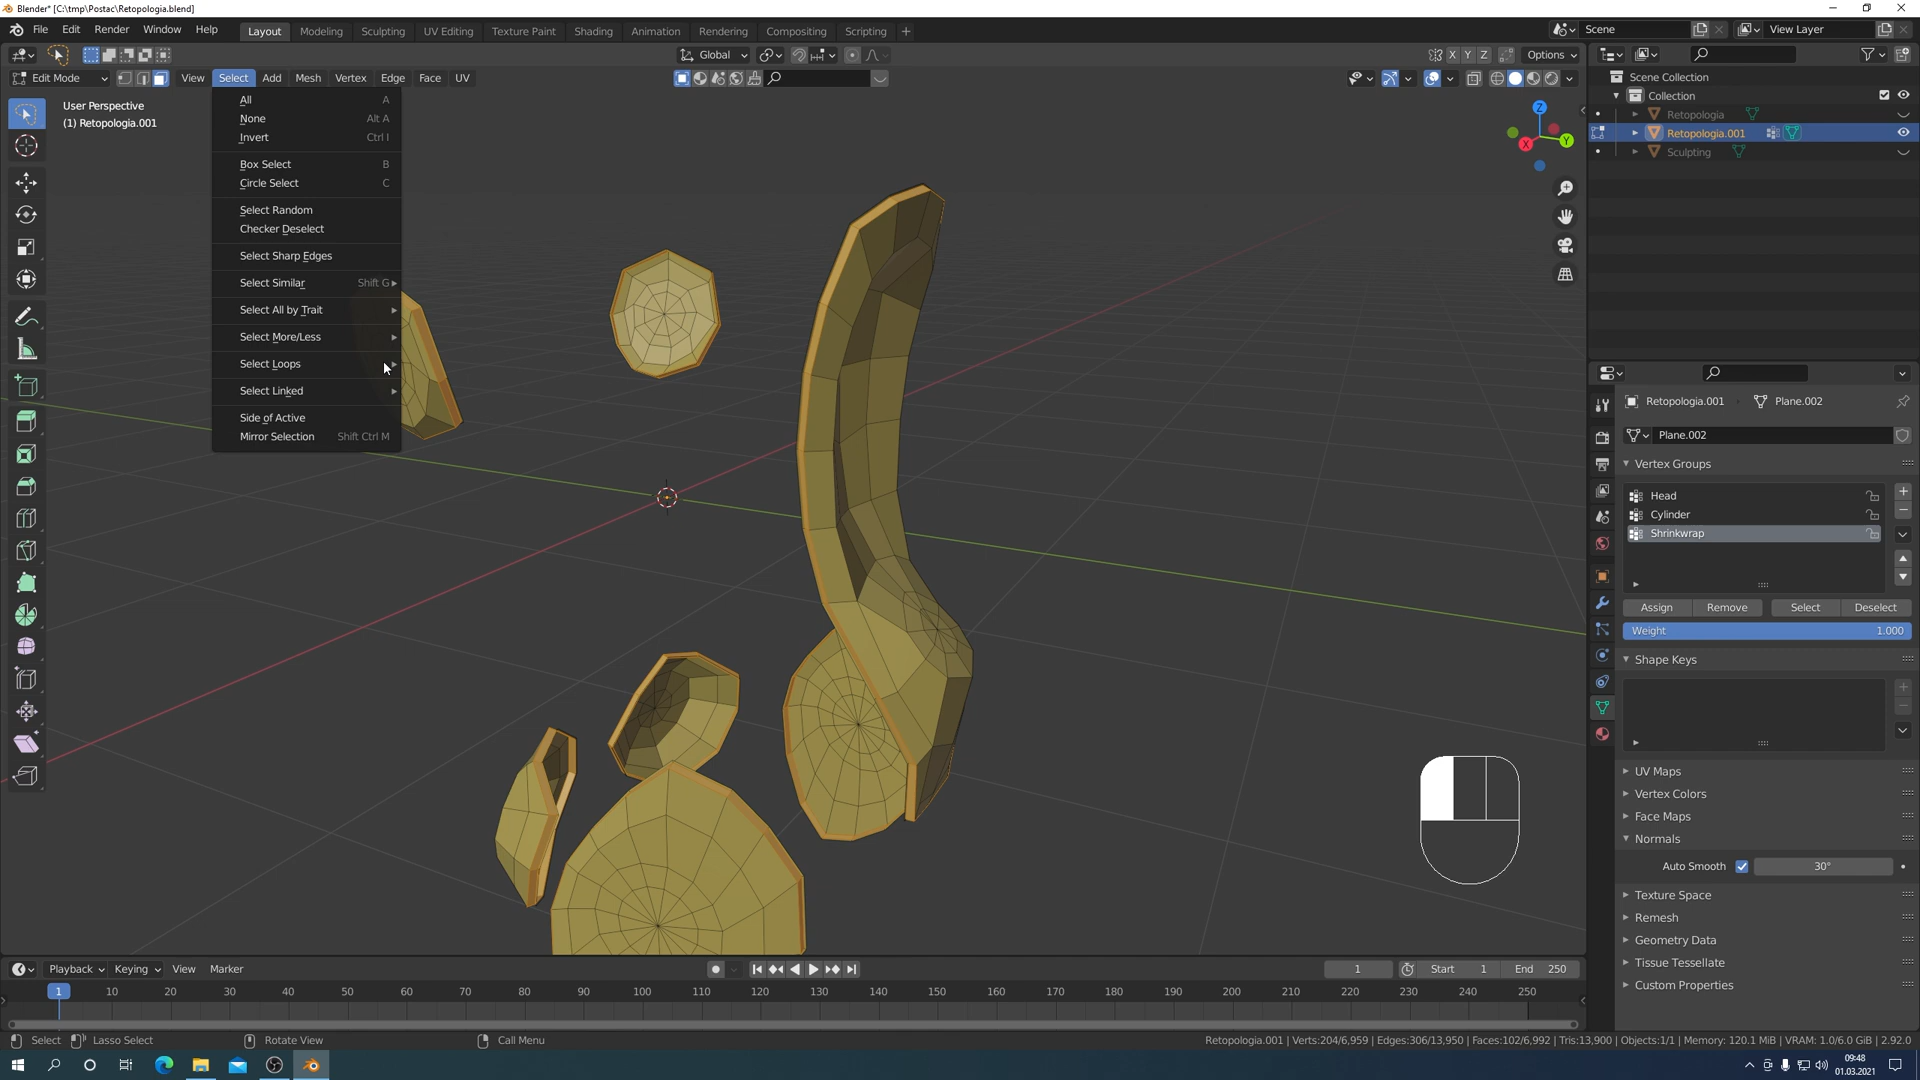 Blender* [C:\tmp\Postac\Retopologia.blend]
File Edit Render Window Help Layout Modeling Sculpting UV Editing Texture Paint Shading Animation Rendering Compositing Scripting + Scene View Layer
Global X Y Z Options
Edit Mode View Select Add Mesh Vertex Edge Face UV
User Perspective
(1) Retopologia.001
All A
None Alt A
Invert Ctrl I
Box Select B
Circle Select C
Select Random
Checker Deselect
Select Sharp Edges
Select Similar Shift G
Select All by Trait
Select More/Less
Select Loops
Select Linked
Side of Active
Mirror Selection Shift Ctrl M
Z
X
Y
Scene Collection
Collection
Retopologia
Retopologia.001
Sculpting
Retopologia.001 Plane.002
Plane.002
Vertex Groups
Head
Cylinder
Shrinkwrap
Assign Remove Select Deselect
Weight 1.000
Shape Keys
UV Maps
Vertex Colors
Face Maps
Normals
Auto Smooth 30°
Texture Space
Remesh
Geometry Data
Tissue Tessellate
Custom Properties
Playback Keying View Marker 1 Start 1 End 250
1 10 20 30 40 50 60 70 80 90 100 110 120 130 140 150 160 170 180 190 200 210 220 230 240 250
Select Lasso Select Rotate View Call Menu Retopologia.001 | Verts:204/6,959 | Edges:306/13,950 | Faces:102/6,992 | Tris:13,900 | Objects:1/1 | Memory: 120.1 MiB | VRAM: 1.0/6.0 GiB | 2.92.0
09:48
01.03.2021